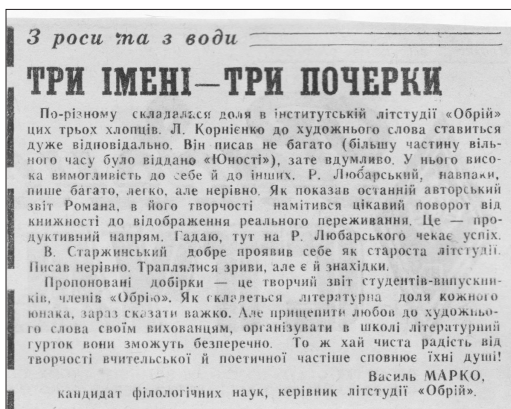 З роси та з води
ТРИ ІМЕНІ—ТРИ ПОЧЕРКИ
По-різному складалася доля в інститутській літстудії «Обрій»
цих трьох хлопців. Л. Корнієнко до художнього слова ставиться
дуже відповідально. Він писав не багато (більшу частину віль-
ного часу було віддано «Юності»), зате вдумливо. У нього висо-
ка вимогливість до себе й до інших. Р. Любарський, навпаки,
пише багато, легко, але нерівно. Як показав останній авторський
звіт Романа, в його творчості намітився цікавий поворот від
книжності до відображення реального переживання. Це — про-
дуктивний напрям. Гадаю, тут на Р. Любарського чекає успіх.
В. Старжинський добре проявив себе як староста літстудії.
Писав нерівно. Траплялися зриви, але є й знахідки.
Пропоновані добірки — це творчий звіт студентів-випускни-
ків, членів «Обрію». Як складеться літературна доля кожного
юнака, зараз сказати важко. Але прищепити любов до художньо-
го слова своїм вихованцям, організувати в школі літературний
гурток вони зможуть безперечно. То ж хай чиста радість від
творчості вчительської й поетичної частіше сповнює їхні душі!
Василь МАРКО,
кандидат філологічних наук, керівник літстудії «Обрій».